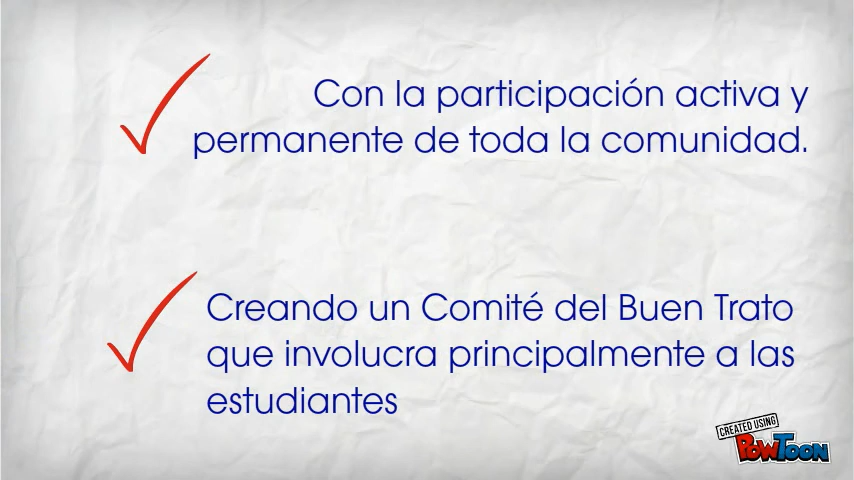 Con la participación activa y
permanente de toda la comunidad.
Creando un Comité del Buen Trato
que involucra principalmente a las
estudiantes
CREATED USING
POWTOON